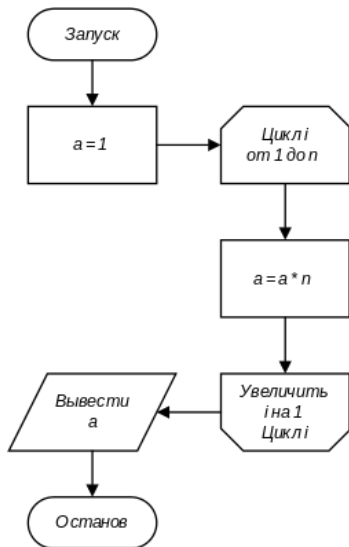 Запуск
a = 1
Цикл i
от 1 до n
a = a * n
Увеличить
i на 1
Цикл i
Вывести
a
Останов